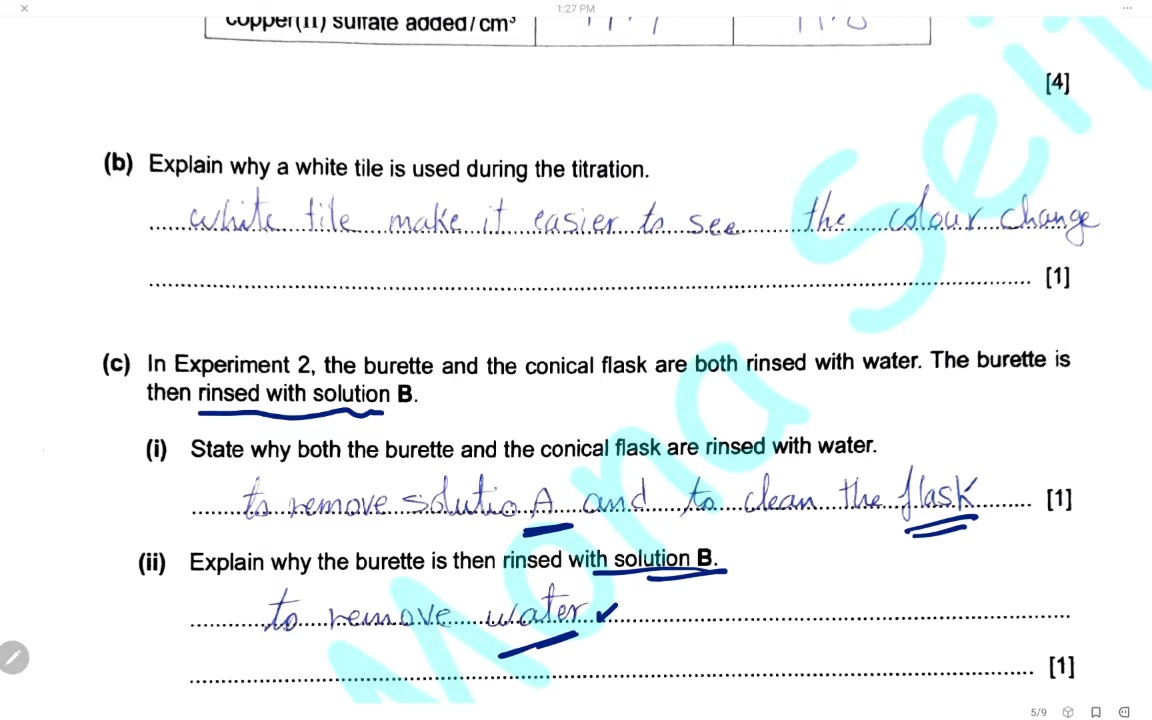 1:27 PM
copper(II) sulfate added/cm³
[4]
(b) Explain why a white tile is used during the titration.
white tile make it easier to see the colour change
[1]
(c) In Experiment 2, the burette and the conical flask are both rinsed with water. The burette is
then rinsed with solution B.
(i) State why both the burette and the conical flask are rinsed with water.
to remove solutio A and to clean the flask [1]
(ii) Explain why the burette is then rinsed with solution B.
to remove water ✓
[1]
Mona Sei
5/9